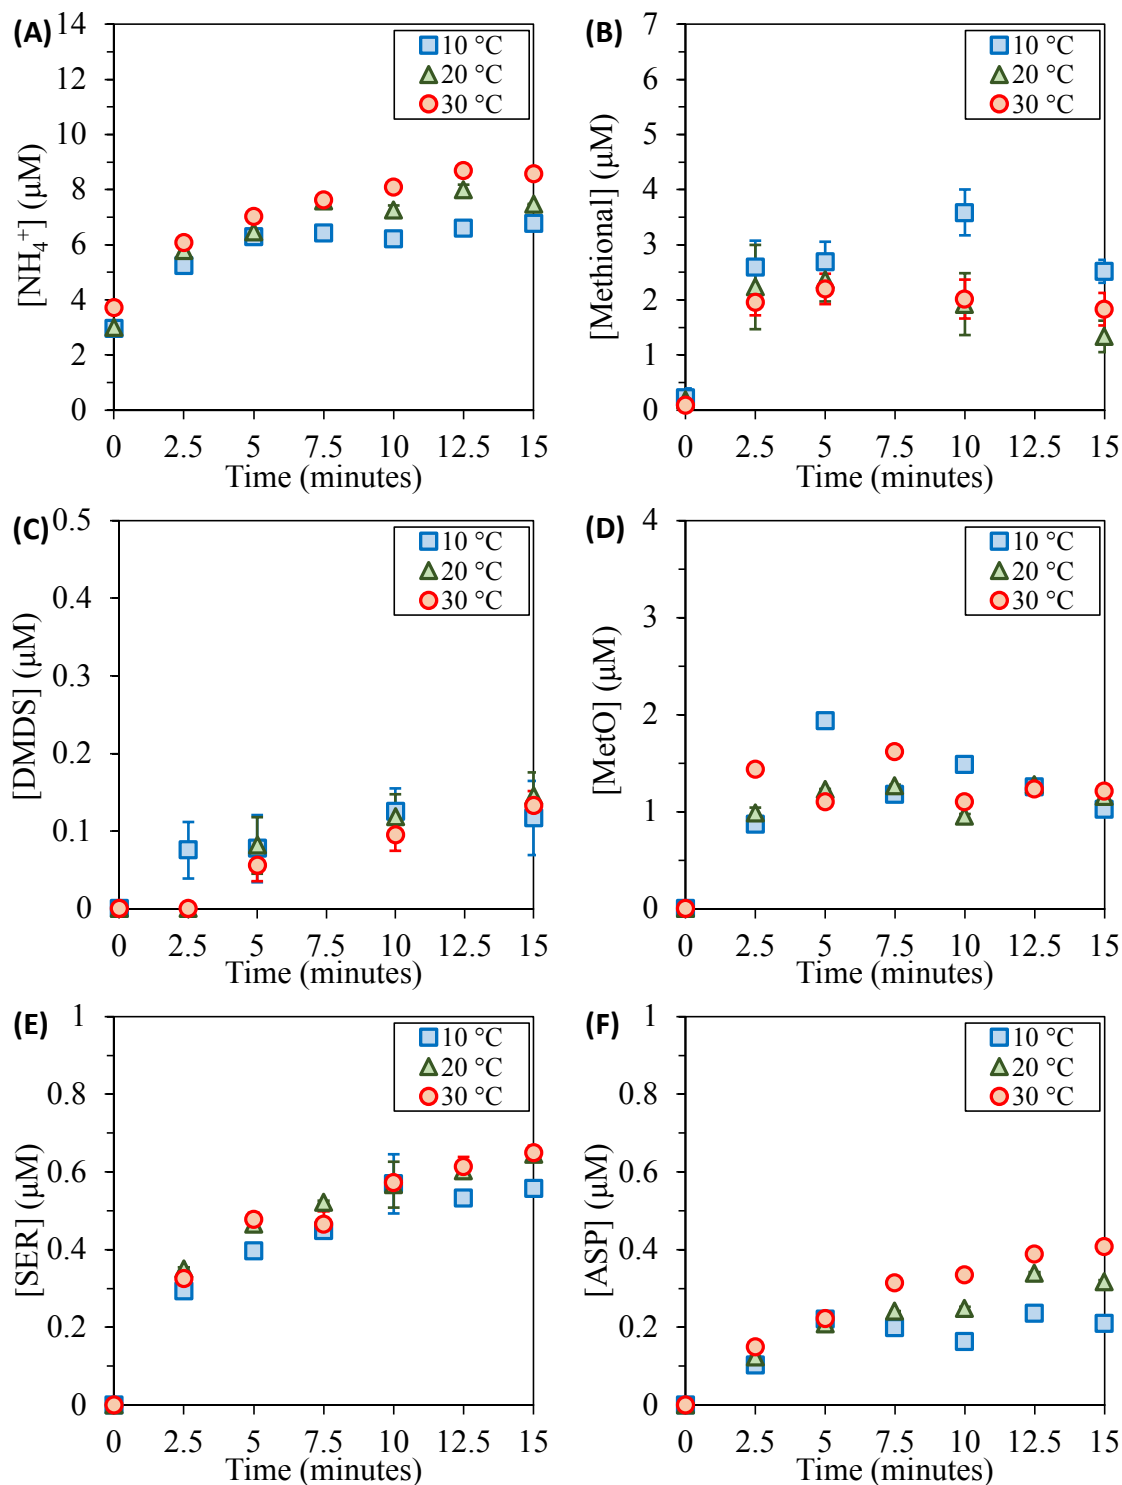 (A)
[NH₄⁺] (μM)
14
12
10
8
6
4
2
0
0 2.5 5 7.5 10 12.5 15
Time (minutes)
10 °C
20 °C
30 °C
(B)
[Methional] (μM)
7
6
5
4
3
2
1
0
0 2.5 5 7.5 10 12.5 15
Time (minutes)
10 °C
20 °C
30 °C
(C)
[DMDS] (μM)
0.5
0.4
0.3
0.2
0.1
0
0 2.5 5 7.5 10 12.5 15
Time (minutes)
10 °C
20 °C
30 °C
(D)
[MetO] (μM)
4
3
2
1
0
0 2.5 5 7.5 10 12.5 15
Time (minutes)
10 °C
20 °C
30 °C
(E)
[SER] (μM)
1
0.8
0.6
0.4
0.2
0
0 2.5 5 7.5 10 12.5 15
Time (minutes)
10 °C
20 °C
30 °C
(F)
[ASP] (μM)
1
0.8
0.6
0.4
0.2
0
0 2.5 5 7.5 10 12.5 15
Time (minutes)
10 °C
20 °C
30 °C